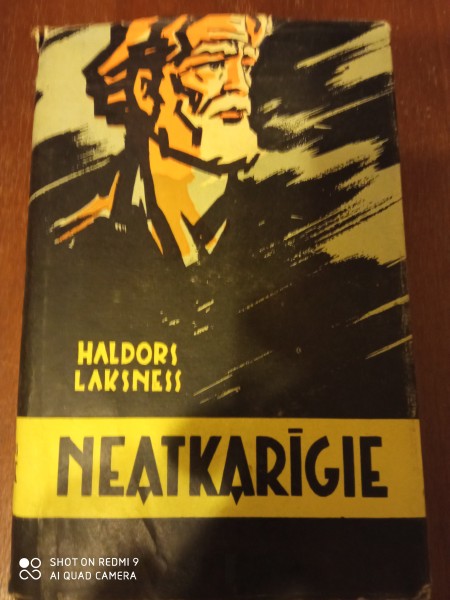 HALDORS
LAKSNESS
NEATKARĪGIE
SHOT ON REDMI 9
AI QUAD CAMERA